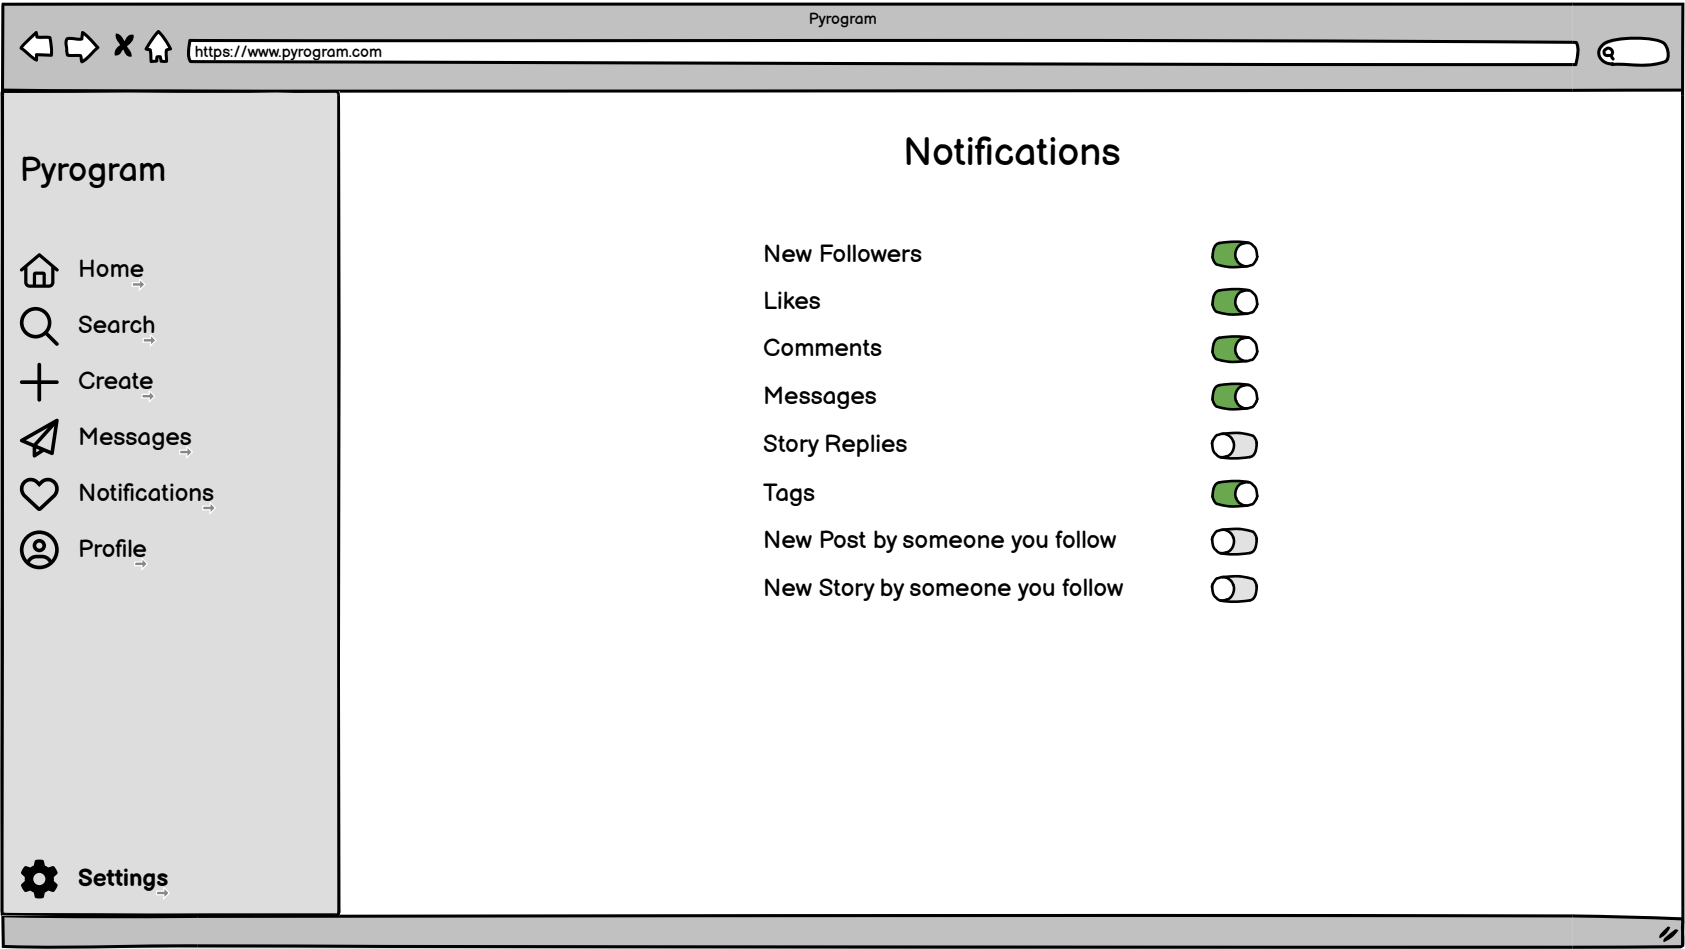 Pyrogram
https://www.pyrogram.com
Pyrogram
Home
Search
Create
Messages
Notifications
Profile
Settings
Notifications
New Followers
Likes
Comments
Messages
Story Replies
Tags
New Post by someone you follow
New Story by someone you follow